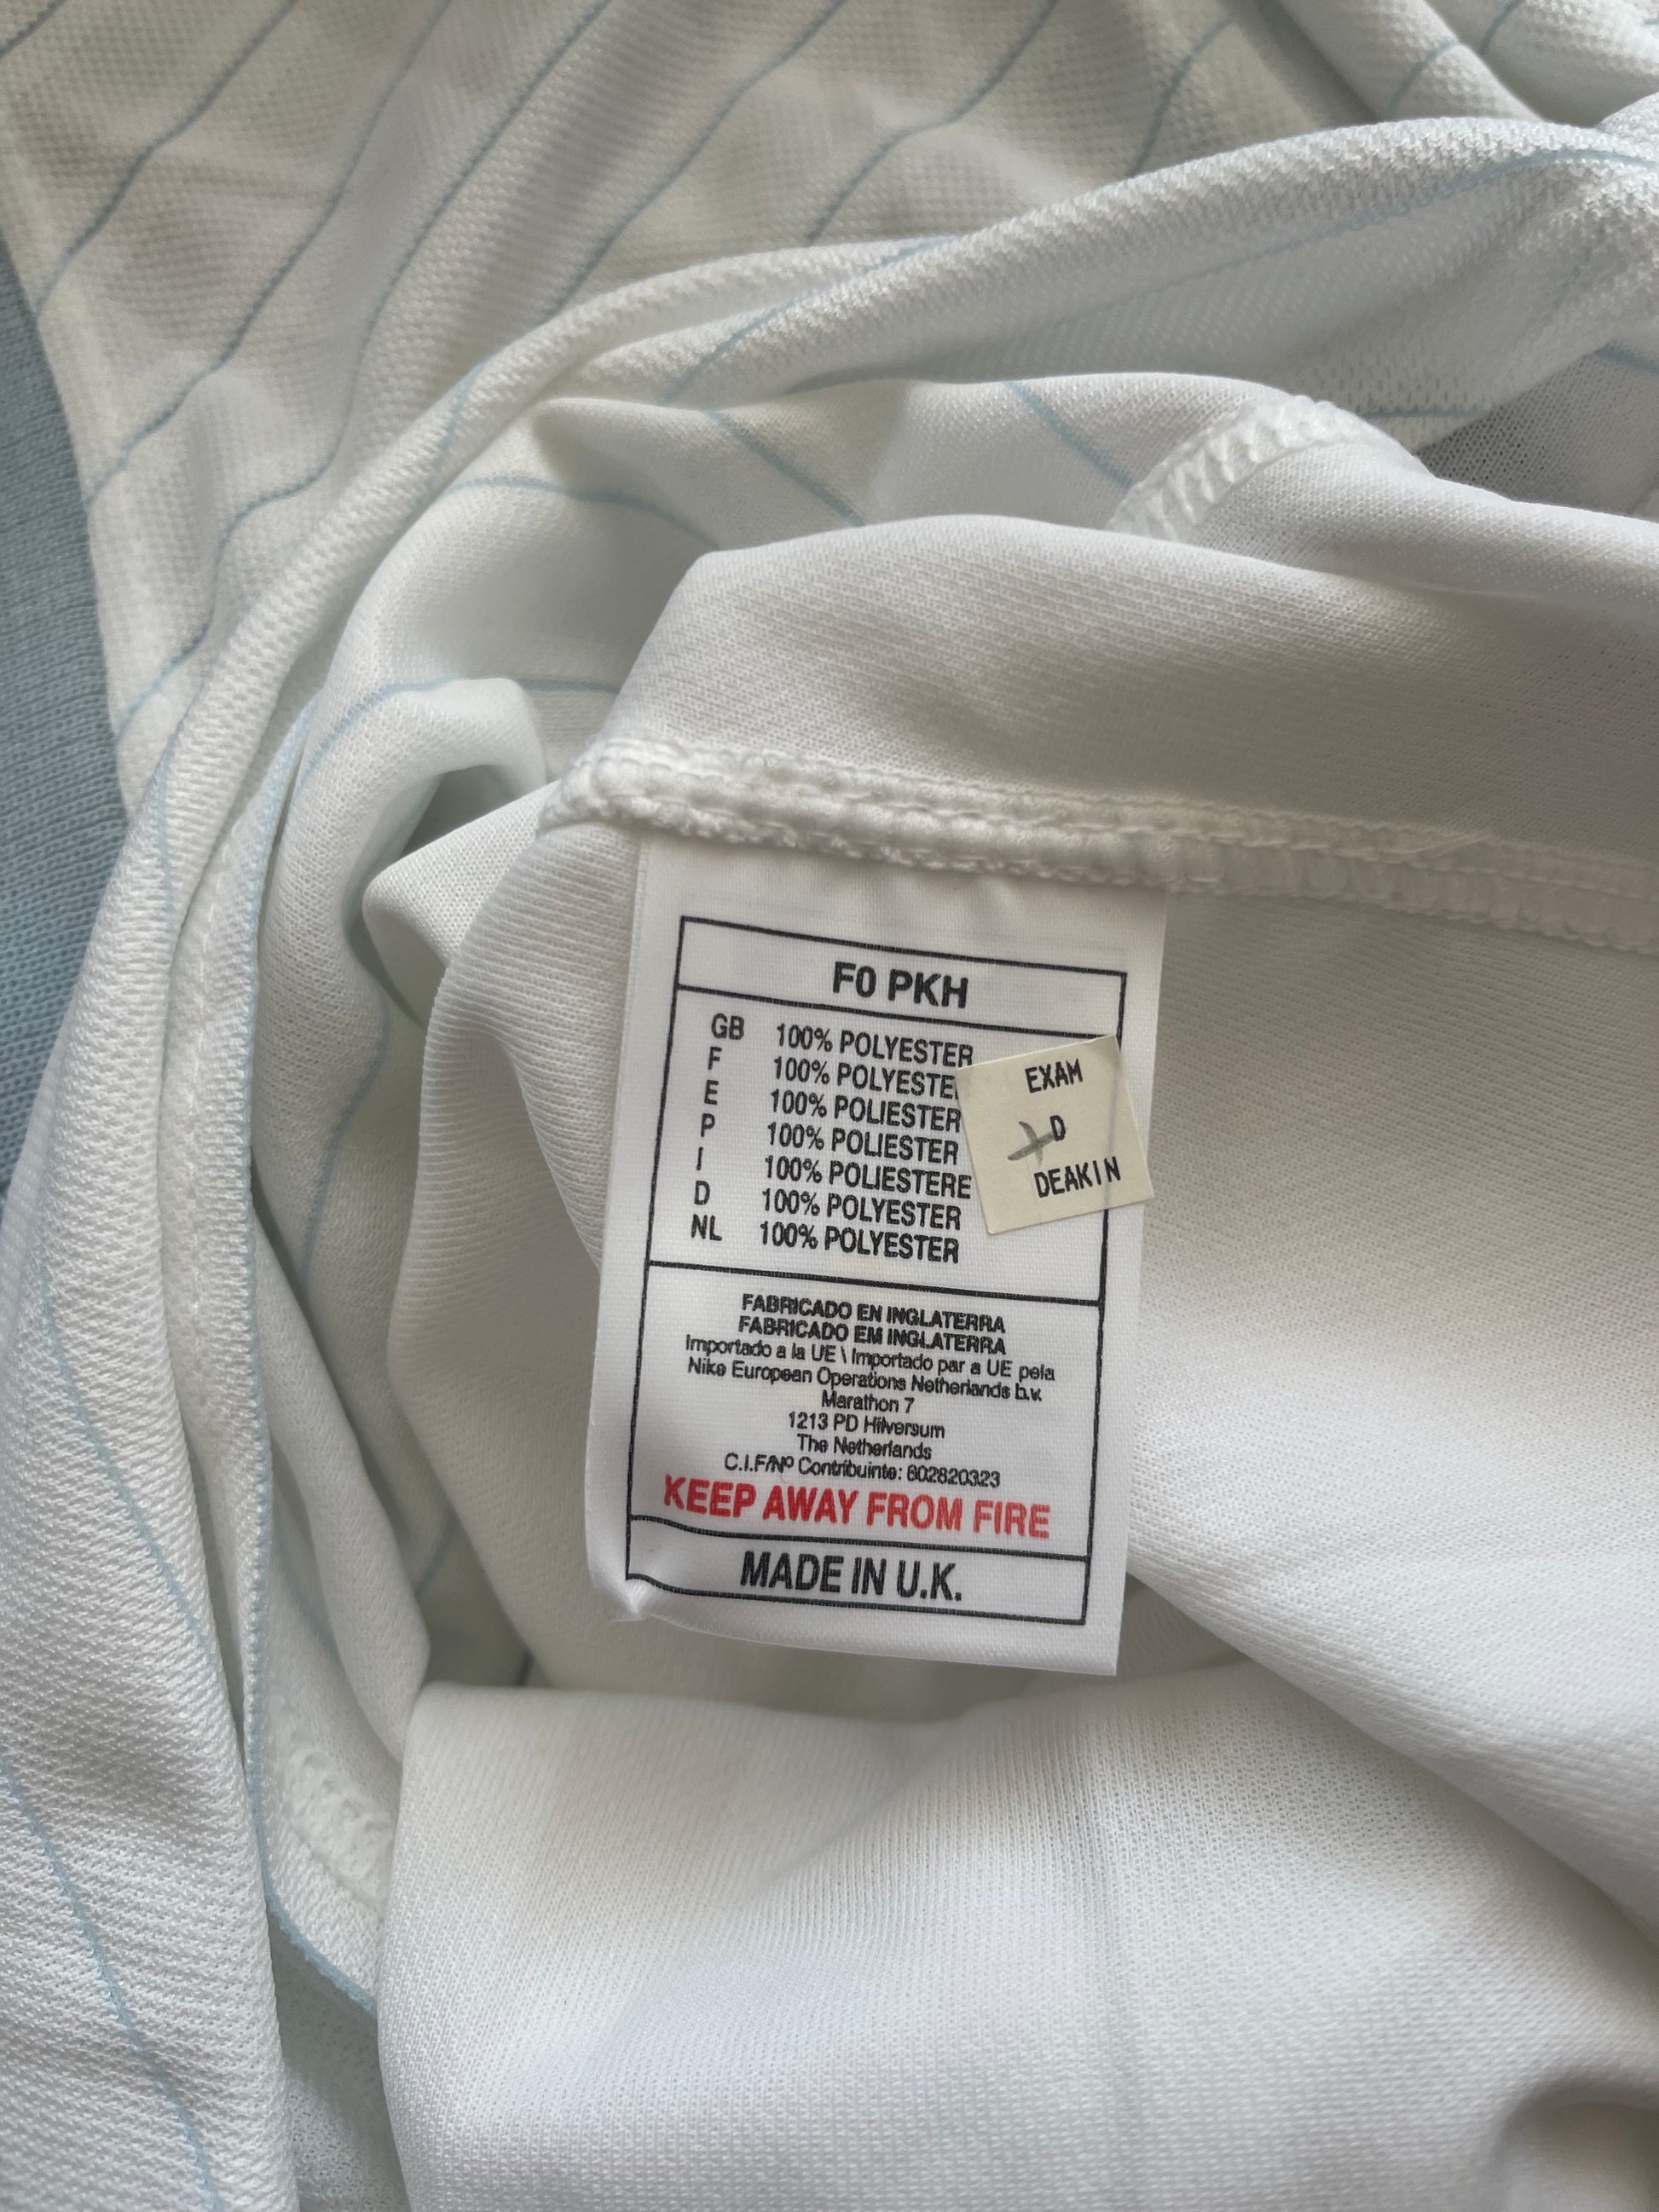 F0 PKH
GB 100% POLYESTER
F 100% POLYESTER
E 100% POLIESTER
P 100% POLIESTER
I 100% POLIESTERE
D 100% POLYESTER
NL 100% POLYESTER
EXAM
D
DEAKIN
FABRICADO EN INGLATERRA
FABRICADO EM INGLATERRA
Importado a la UE \ Importado par a UE pela
Nike European Operations Netherlands b.v.
Marathon 7
1213 PD Hilversum
The Netherlands
C.I.F/Nº Contribuinte: 602820323
KEEP AWAY FROM FIRE
MADE IN U.K.